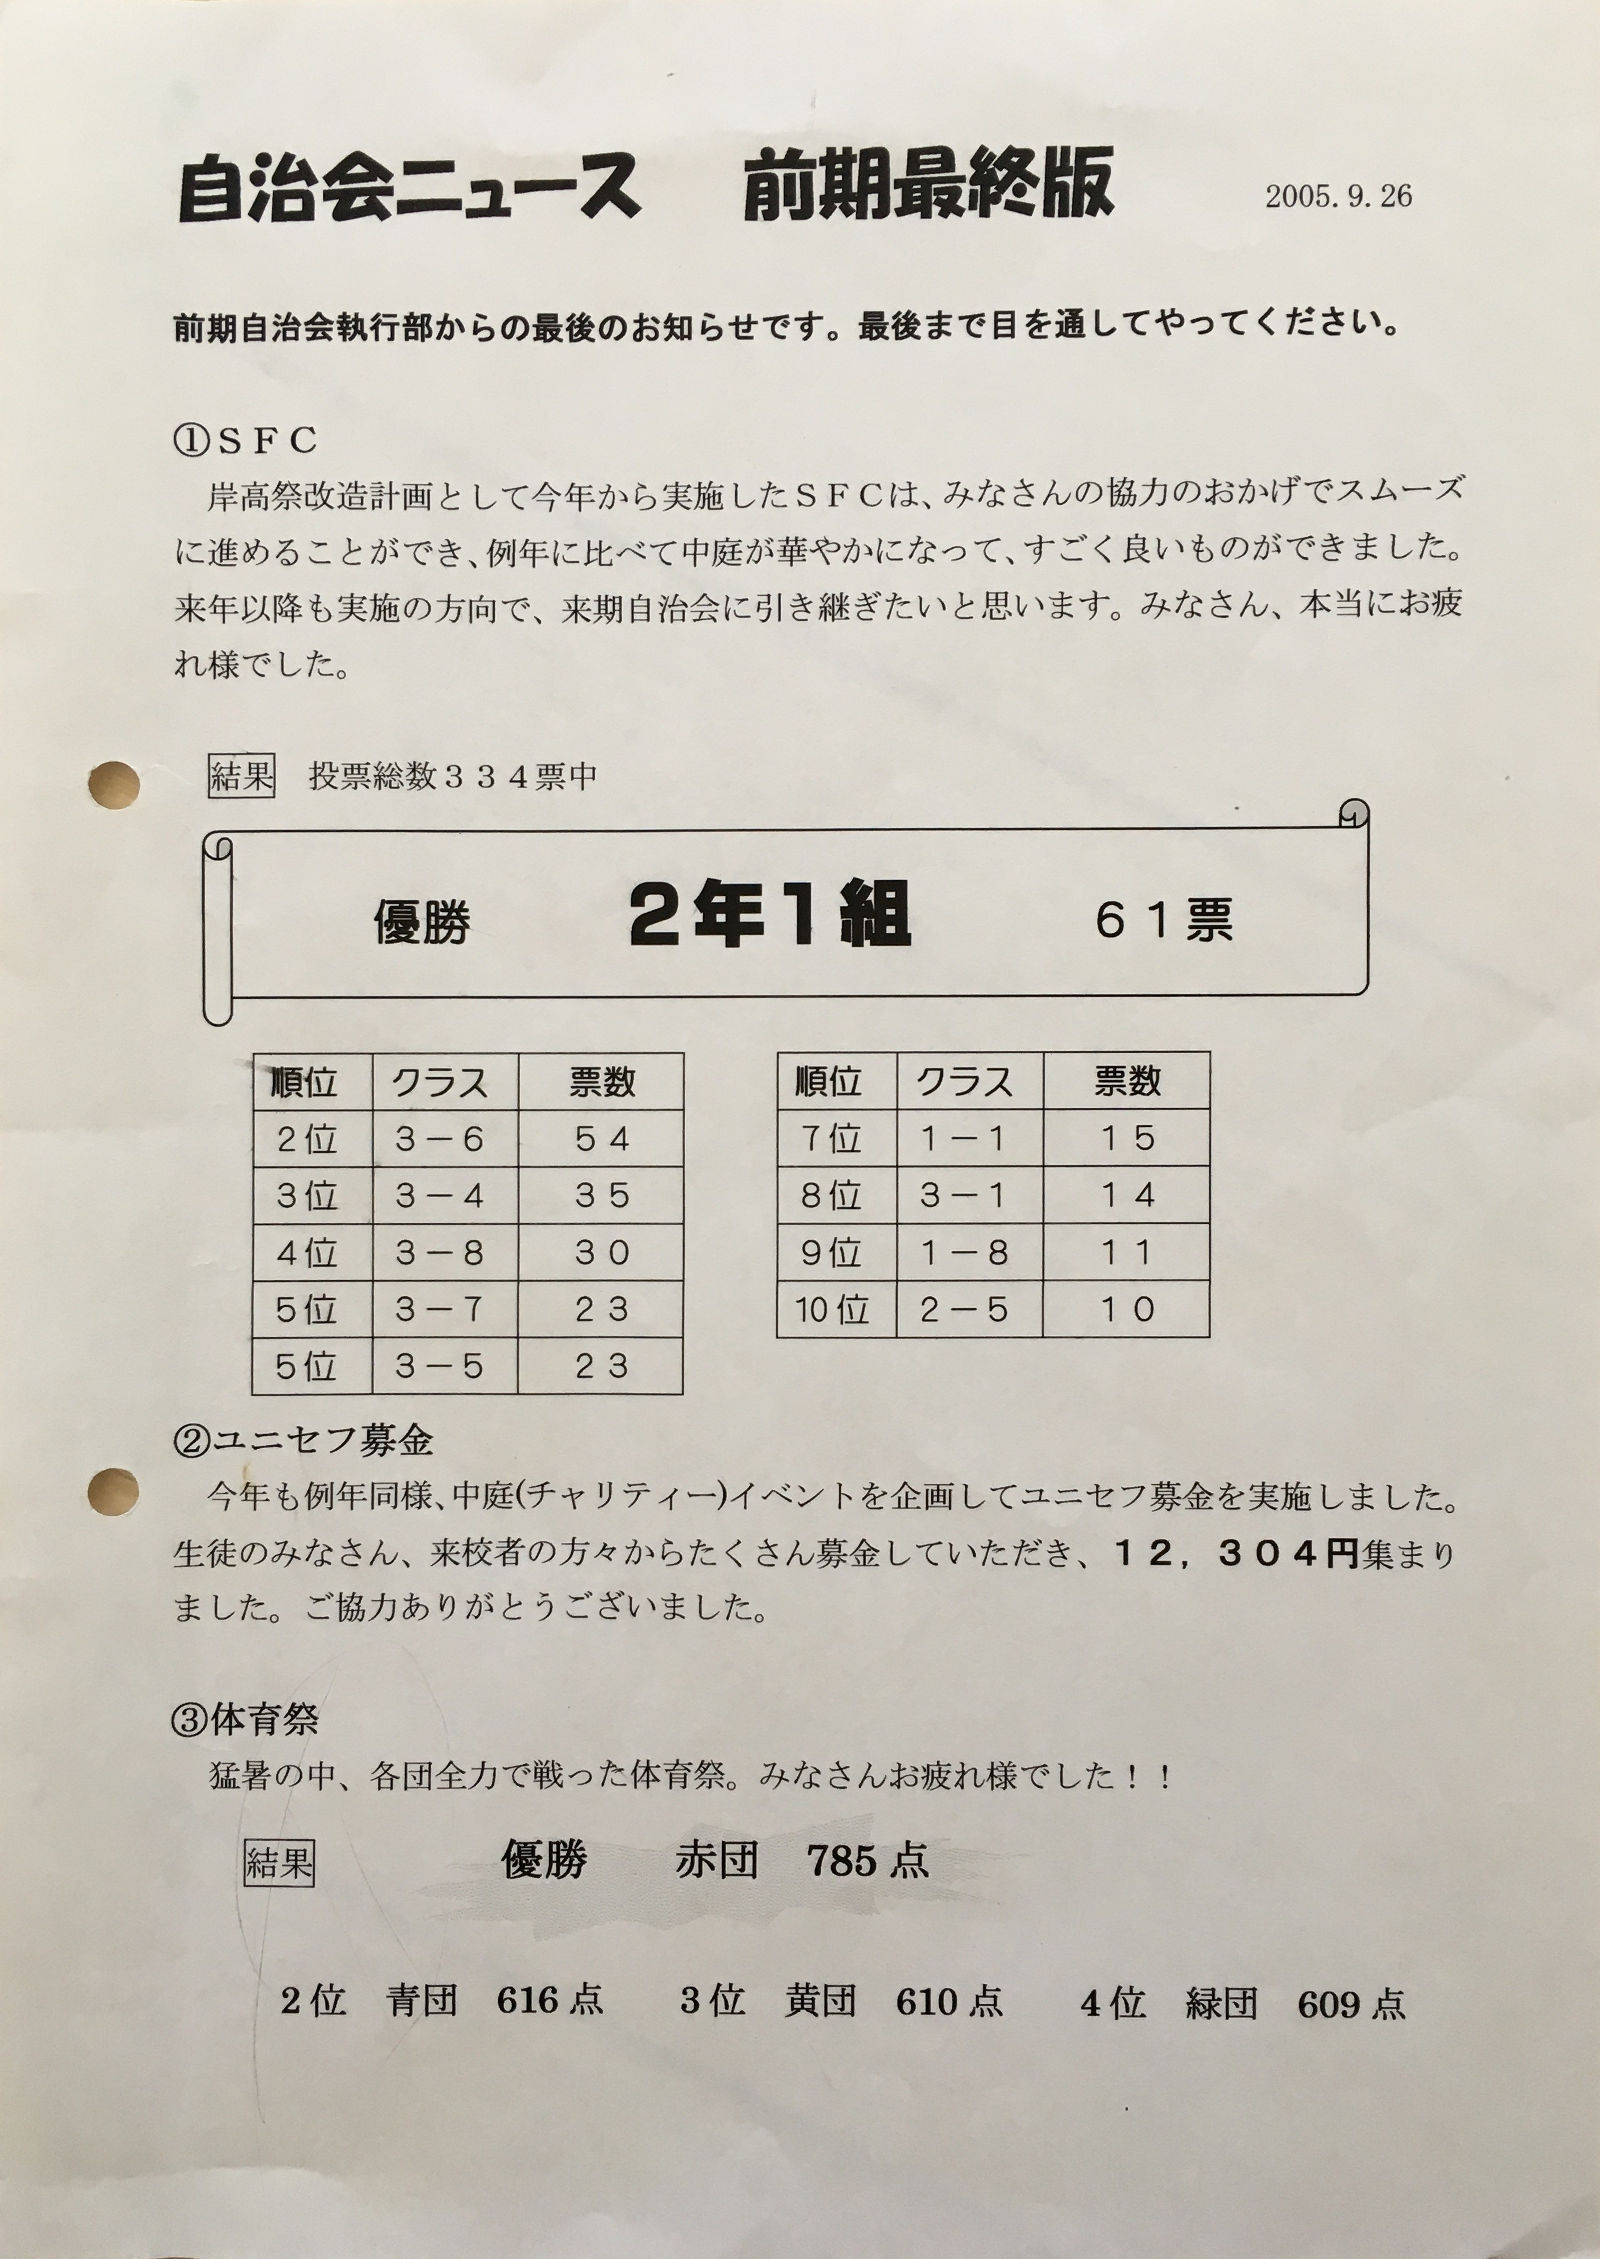 自治会ニュース　前期最終版　2005.9.26
前期自治会執行部からの最後のお知らせです。最後まで目を通してやってください。
①ＳＦＣ
岸高祭改造計画として今年から実施したＳＦＣは、みなさんの協力のおかげでスムーズ
に進めることができ、例年に比べて中庭が華やかになって、すごく良いものができました。
来年以降も実施の方向で、来期自治会に引き継ぎたいと思います。みなさん、本当にお疲
れ様でした。
結果　投票総数３３４票中
優勝　２年１組　６１票
順位　クラス　票数
２位　３－６　５４
３位　３－４　３５
４位　３－８　３０
５位　３－７　２３
５位　３－５　２３
順位　クラス　票数
７位　１－１　１５
８位　３－１　１４
９位　１－８　１１
10位　２－５　１０
②ユニセフ募金
今年も例年同様、中庭(チャリティー)イベントを企画してユニセフ募金を実施しました。
生徒のみなさん、来校者の方々からたくさん募金していただき、１２，３０４円集まり
ました。ご協力ありがとうございました。
③体育祭
猛暑の中、各団全力で戦った体育祭。みなさんお疲れ様でした！！
結果　優勝　赤団　785点
2位　青団　616点　3位　黄団　610点　4位　緑団　609点